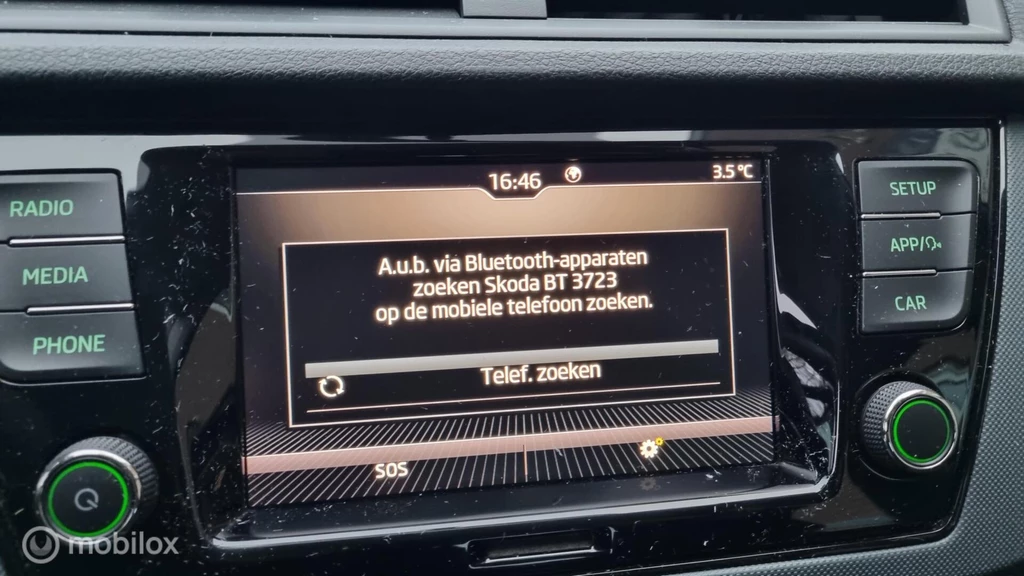 16:46
3.5 °C
RADIO
MEDIA
PHONE
A.u.b. via Bluetooth-apparaten
zoeken Skoda BT 3723
op de mobiele telefoon zoeken.
Telef. zoeken
SOS
SETUP
APP/
CAR
mobilox